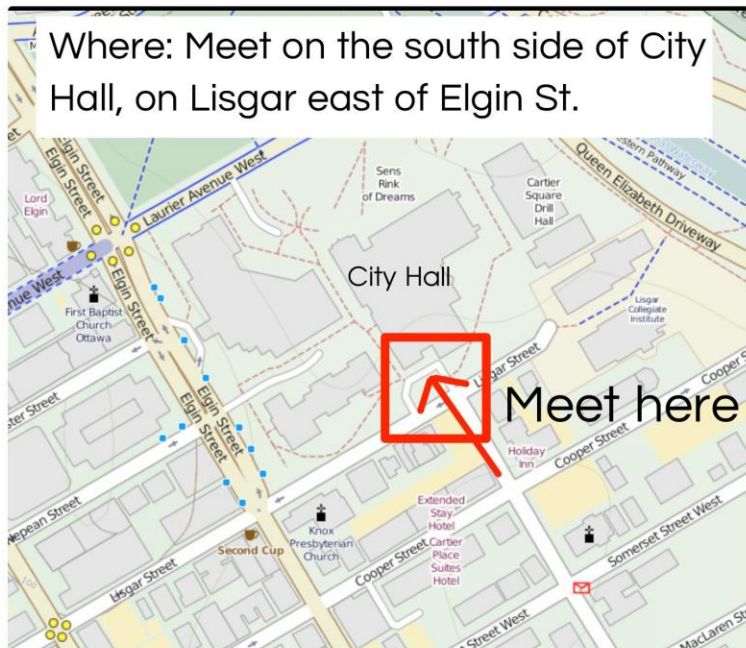 Where: Meet on the south side of City
Hall, on Lisgar east of Elgin St.
Elgin Street
Elgin Street
Lord
Elgin
Laurier Avenue West
Sens
Rink
of Dreams
Cartier
Square
Drill
Hall
Queen Elizabeth Driveway
City Hall
First Baptist
Church
Ottawa
Elgin Street
Lisgar
Collegiate
Institute
Lisgar Street
Meet here
Cooper S
Elgin Street
Elgin Street
Holiday
Inn
Cooper Street
Extended
Stay
Hotel
Cartier
Place
Suites
Hotel
Knox
Presbyterian
Church
Second Cup
Cooper Street
Somerset Street West
Lisgar Street
100
Street West
MacLaren St